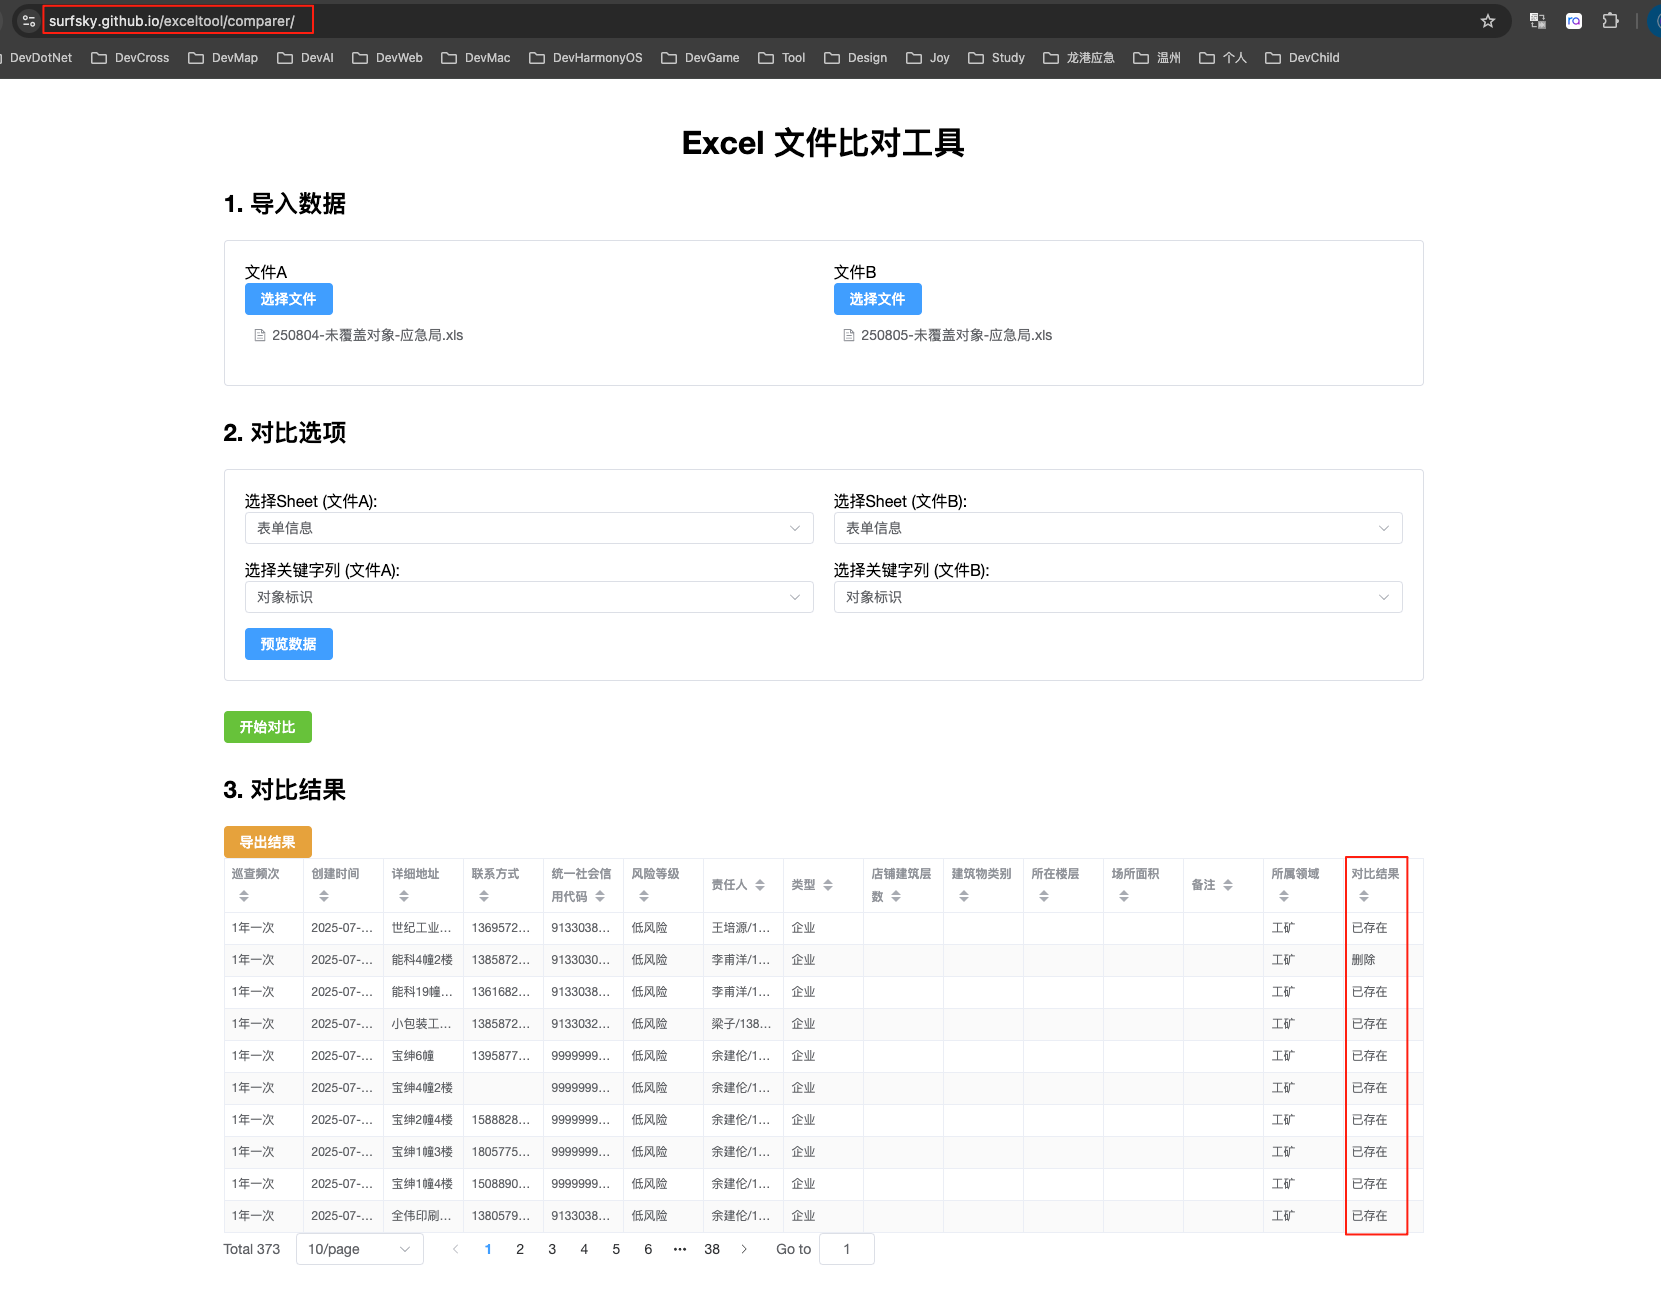 surfsky.github.io/exceltool/comparer/
DevDotNet DevCross DevMap DevAI DevWeb DevMac DevHarmonyOS DevGame Tool Design Joy Study 龙港应急 温州 个人 DevChild
Excel 文件比对工具
1. 导入数据
文件A 文件B
选择文件 选择文件
250804-未覆盖对象-应急局.xls 250805-未覆盖对象-应急局.xls
2. 对比选项
选择Sheet (文件A): 选择Sheet (文件B):
表单信息 表单信息
选择关键字列 (文件A): 选择关键字列 (文件B):
对象标识 对象标识
预览数据
开始对比
3. 对比结果
导出结果
巡查频次 创建时间 详细地址 联系方式 统一社会信用代码 风险等级 责任人 类型 店铺建筑层数 建筑物类别 所在楼层 场所面积 备注 所属领域 对比结果
1年一次 2025-07-... 世纪工业... 1369572... 9133038... 低风险 王培源/1... 企业 工矿 已存在
1年一次 2025-07-... 能科4幢2楼 1385872... 9133030... 低风险 李甫洋/1... 企业 工矿 删除
1年一次 2025-07-... 能科19幢... 1361682... 9133038... 低风险 李甫洋/1... 企业 工矿 已存在
1年一次 2025-07-... 小包装工... 1385872... 9133032... 低风险 梁子/138... 企业 工矿 已存在
1年一次 2025-07-... 宝绅6幢 1395877... 9999999... 低风险 余建伦/1... 企业 工矿 已存在
1年一次 2025-07-... 宝绅4幢2楼 9999999... 低风险 余建伦/1... 企业 工矿 已存在
1年一次 2025-07-... 宝绅2幢4楼 1588828... 9999999... 低风险 余建伦/1... 企业 工矿 已存在
1年一次 2025-07-... 宝绅1幢3楼 1805775... 9999999... 低风险 余建伦/1... 企业 工矿 已存在
1年一次 2025-07-... 宝绅1幢4楼 1508890... 9999999... 低风险 余建伦/1... 企业 工矿 已存在
1年一次 2025-07-... 全伟印刷... 1380579... 9133038... 低风险 余建伦/1... 企业 工矿 已存在
Total 373 10/page 1 2 3 4 5 6 ••• 38 Go to 1